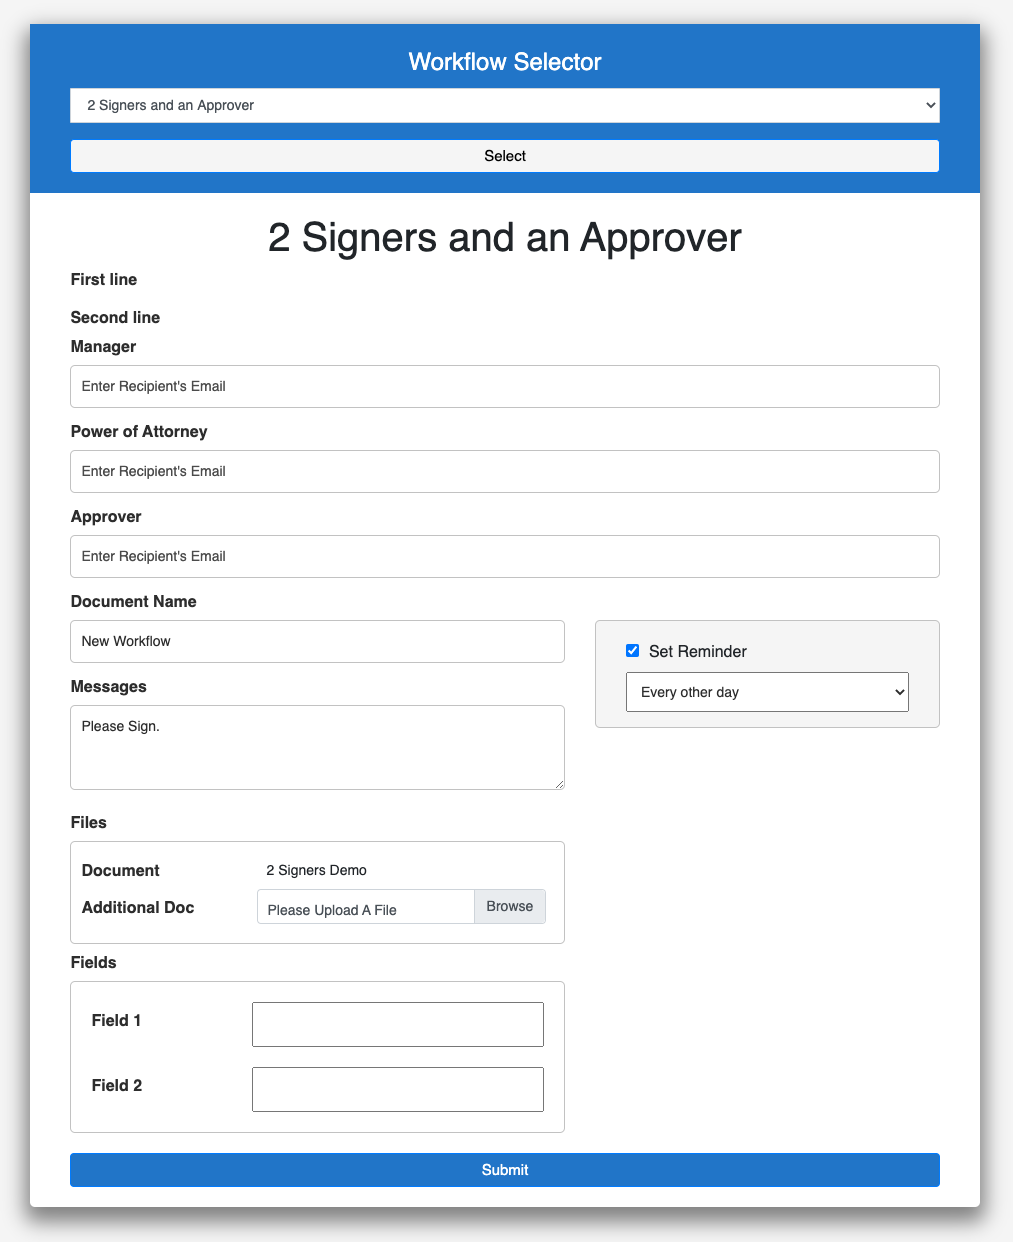 Workflow Selector
2 Signers and an Approver
Select
2 Signers and an Approver
First line
Second line
Manager
Enter Recipient's Email
Power of Attorney
Enter Recipient's Email
Approver
Enter Recipient's Email
Document Name
New Workflow
Set Reminder
Every other day
Messages
Please Sign.
Files
Document 2 Signers Demo
Additional Doc Please Upload A File Browse
Fields
Field 1
Field 2
Submit